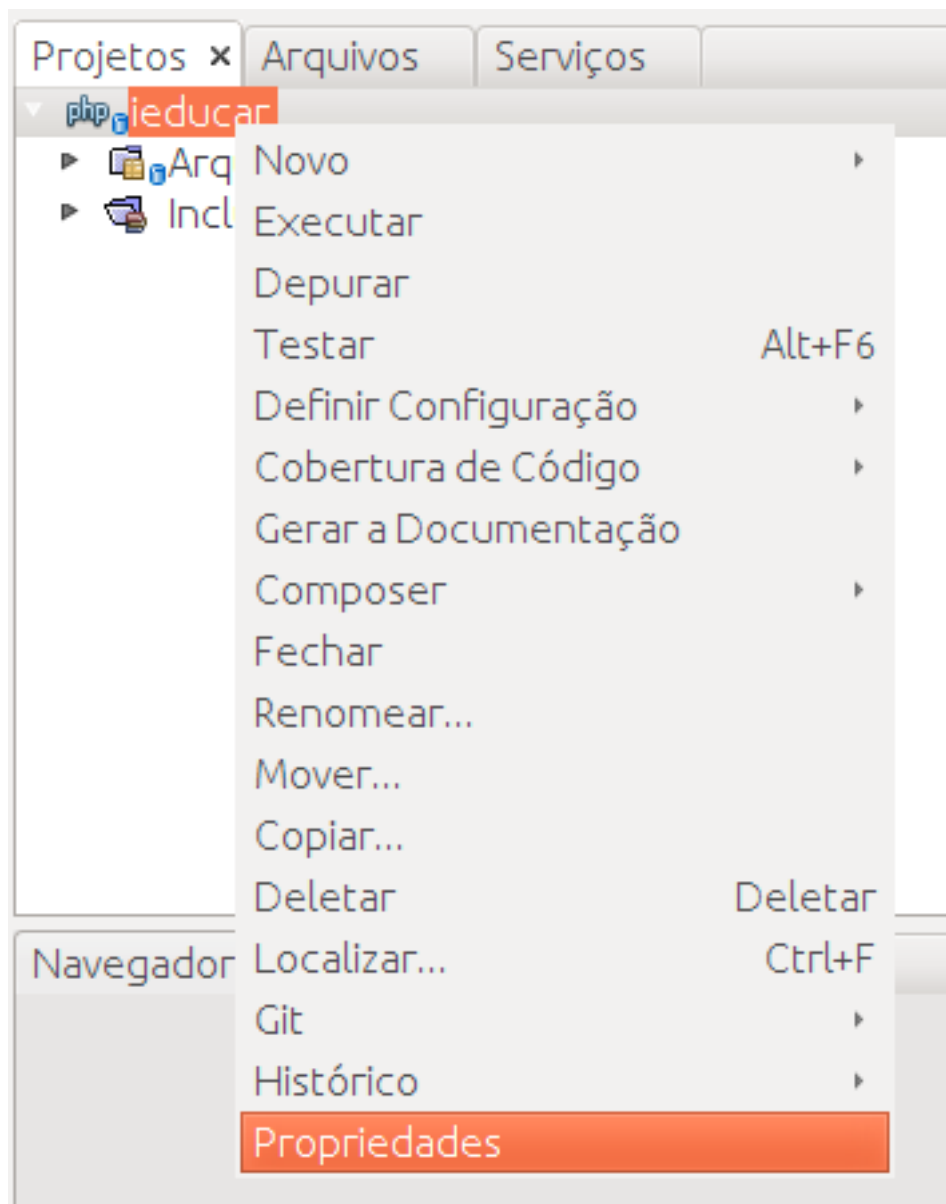 Projetos × Arquivos Serviços
php ieducar
Arq
Incl
Novo
Executar
Depurar
Testar Alt+F6
Definir Configuração
Cobertura de Código
Gerar a Documentação
Composer
Fechar
Renomear...
Mover...
Copiar...
Deletar Deletar
Navegador
Localizar... Ctrl+F
Git
Histórico
Propriedades